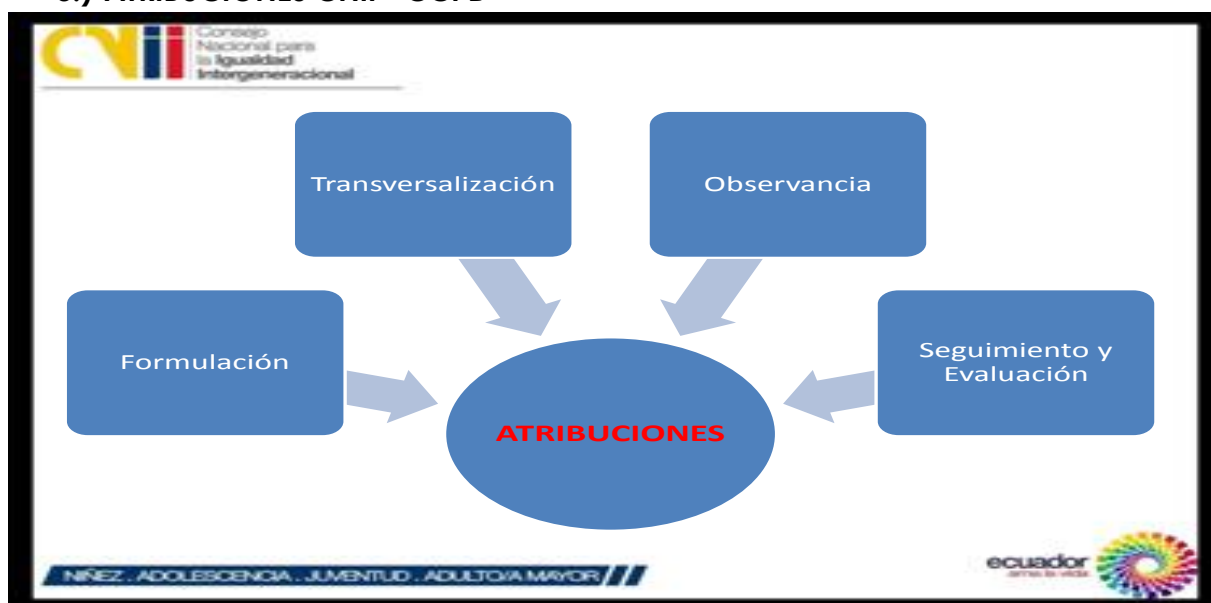 Consejo
Nacional para
la Igualdad
Intergeneracional
Transversalización
Observancia
Formulación
Seguimiento y
Evaluación
ATRIBUCIONES
NIÑEZ . ADOLESCENCIA . JUVENTUD . ADULTO/A MAYOR
ecuador
ama la vida